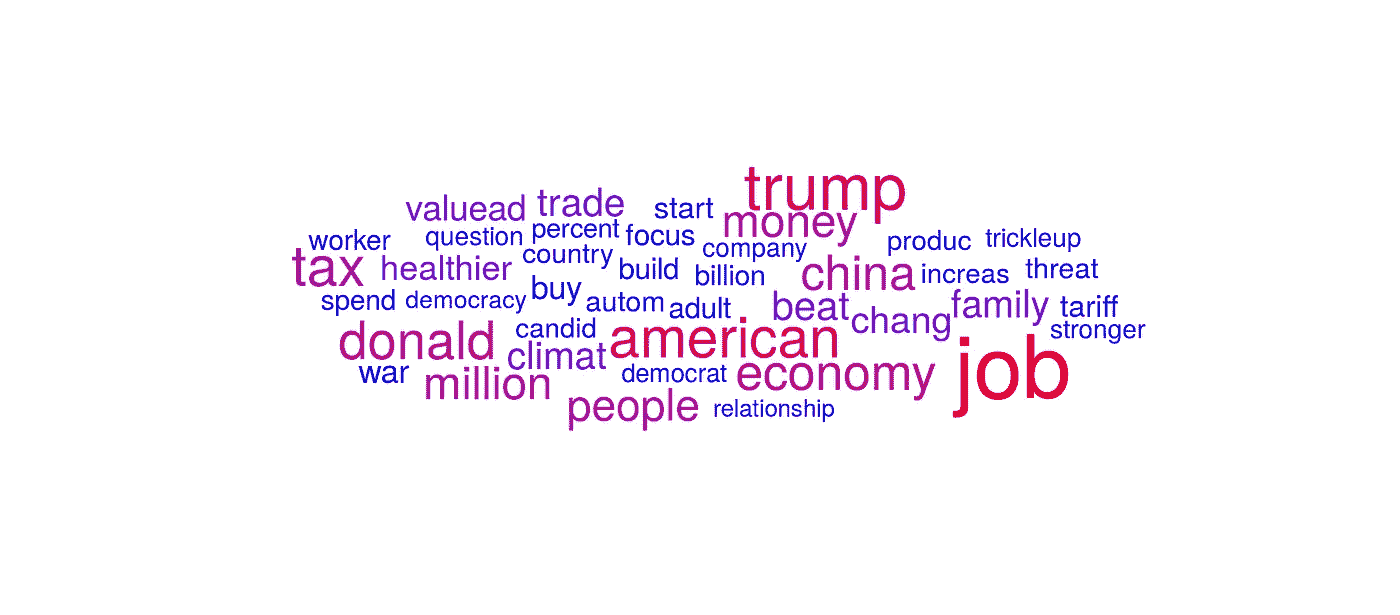 trump
valuead trade start money
worker question percent focus company produc trickleup
tax healthier country build billion china increas threat
spend democracy buy autom adult beat chang family tariff
donald candid climat american stronger
war million democrat economy job
people relationship